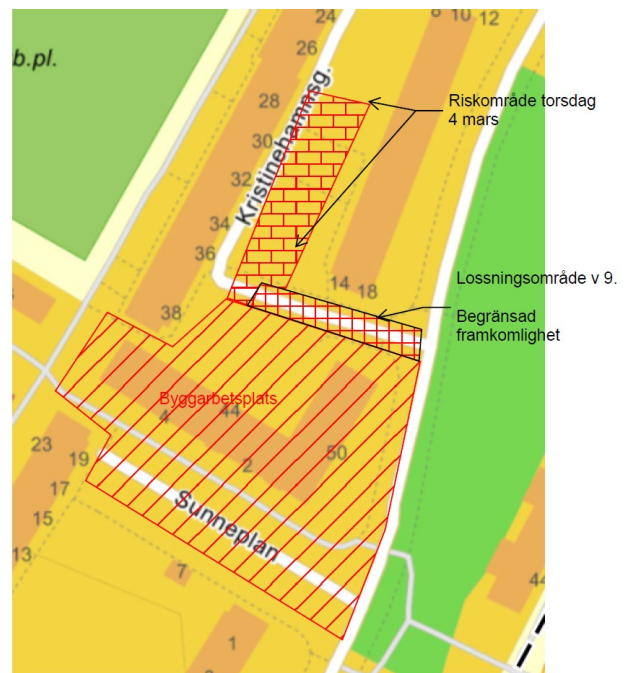 24
8 10 12
26
b.pl.
28
Riskområde torsdag
4 mars
30
32
Kristinehamnsg.
34
36
14 18
Lossningsområde v 9.
38
Begränsad
framkomlighet
Byggarbetsplats
4 44
23
50
2
19
17
Sunneplan
15
13
7
44
1